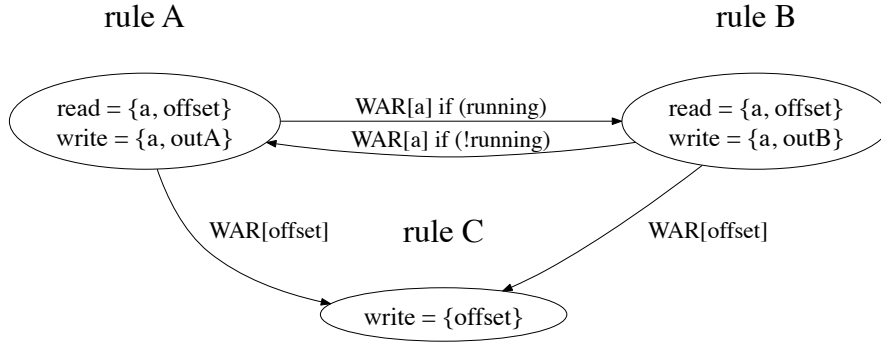 rule A
rule B
read = {a, offset}
write = {a, outA}
WAR[a] if (running)
WAR[a] if (!running)
read = {a, offset}
write = {a, outB}
WAR[offset]
rule C
WAR[offset]
write = {offset}